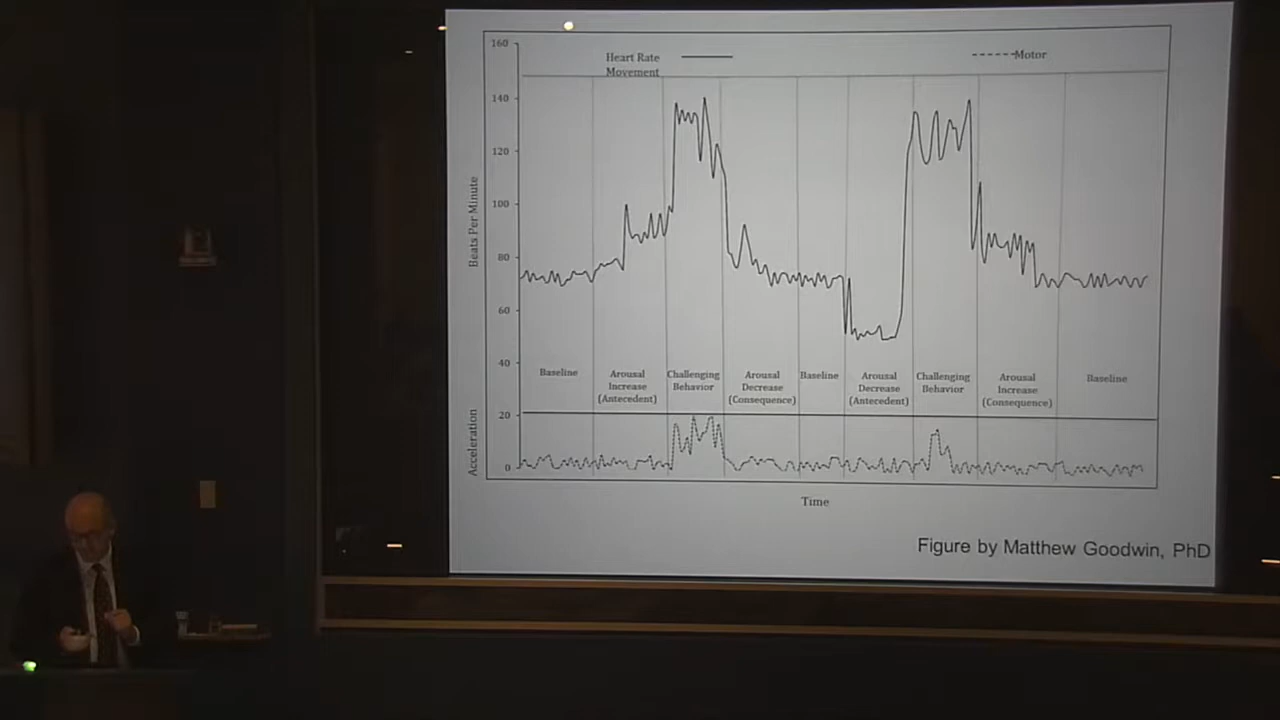 160
Heart Rate
Motor
Movement
140
120
100
80
60
40
Beats Per Minute
Baseline
Arousal
Increase
(Antecedent)
Challenging
Behavior
Arousal
Decrease
(Consequence)
Baseline
Arousal
Decrease
(Antecedent)
Challenging
Behavior
Arousal
Increase
(Consequence)
Baseline
20
0
Acceleration
Time
Figure by Matthew Goodwin, PhD